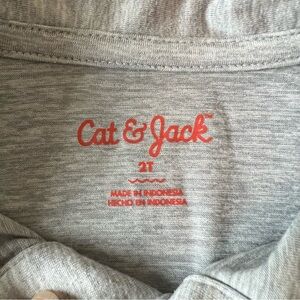 Cat & Jack™
2T
MADE IN INDONESIA
HECHO EN INDONESIA